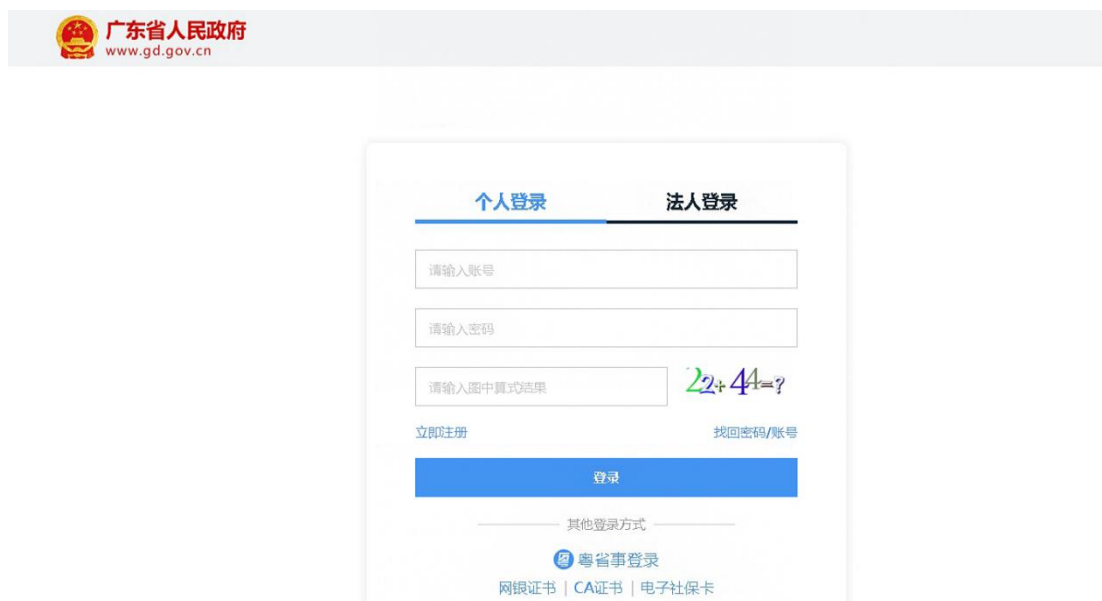 广东省人民政府
www.gd.gov.cn
个人登录 法人登录
请输入账号
请输入密码
请输入图中算式结果 22+44=?
立即注册 找回密码/账号
登录
其他登录方式
粤省事登录
网银证书 | CA证书 | 电子社保卡